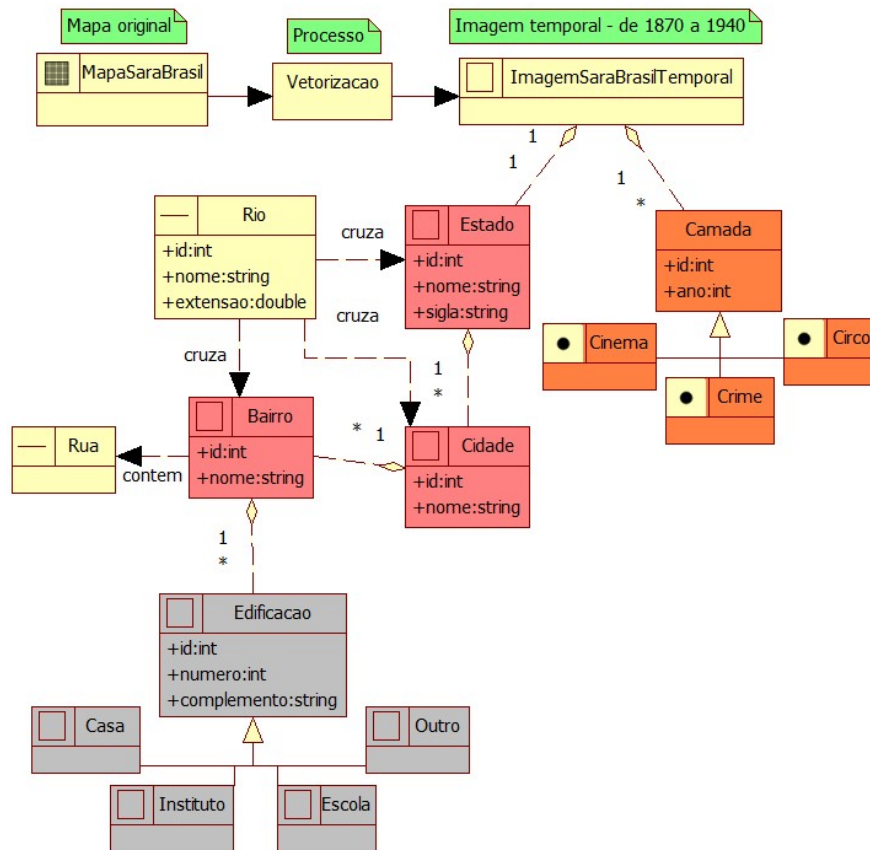 Mapa original
Processo
Imagem temporal - de 1870 a 1940
MapaSaraBrasil
Vetorizacao
ImagemSaraBrasilTemporal
1
1
1
*
Rio
+id:int
+nome:string
+extensao:double
cruza
Estado
+id:int
+nome:string
+sigla:string
Camada
+id:int
+ano:int
cruza
cruza
Cinema
Circo
Crime
1
*
Bairro
+id:int
+nome:string
* 1
Cidade
+id:int
+nome:string
Rua
contem
1
*
Edificacao
+id:int
+numero:int
+complemento:string
Casa
Outro
Instituto
Escola